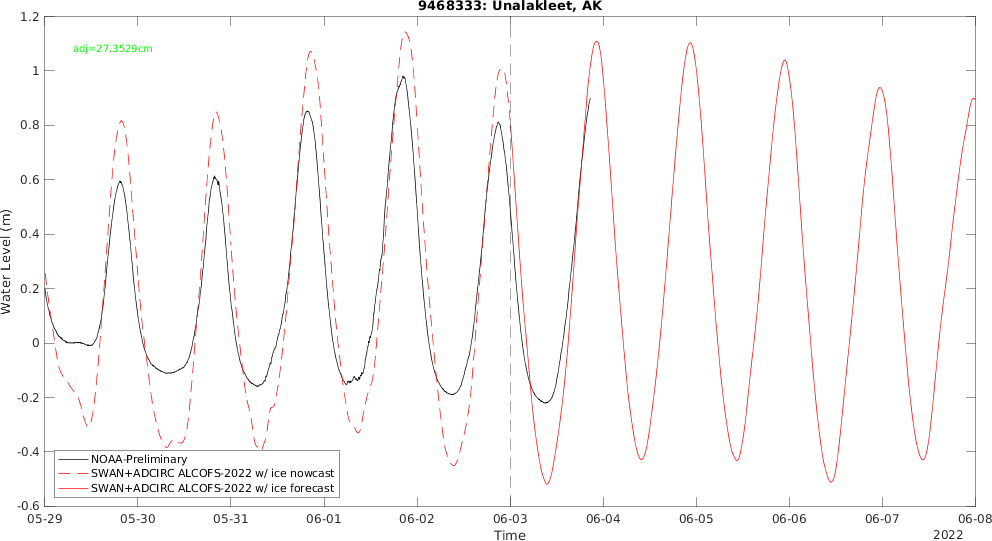 9468333: Unalakleet, AK
adj=27.3529cm
1.2
1
0.8
0.6
0.4
0.2
0
-0.2
-0.4
-0.6
Water Level (m)
NOAA-Preliminary
SWAN+ADCIRC ALCOFS-2022 w/ ice nowcast
SWAN+ADCIRC ALCOFS-2022 w/ ice forecast
05-29 05-30 05-31 06-01 06-02 06-03 06-04 06-05 06-06 06-07 06-08
Time
2022